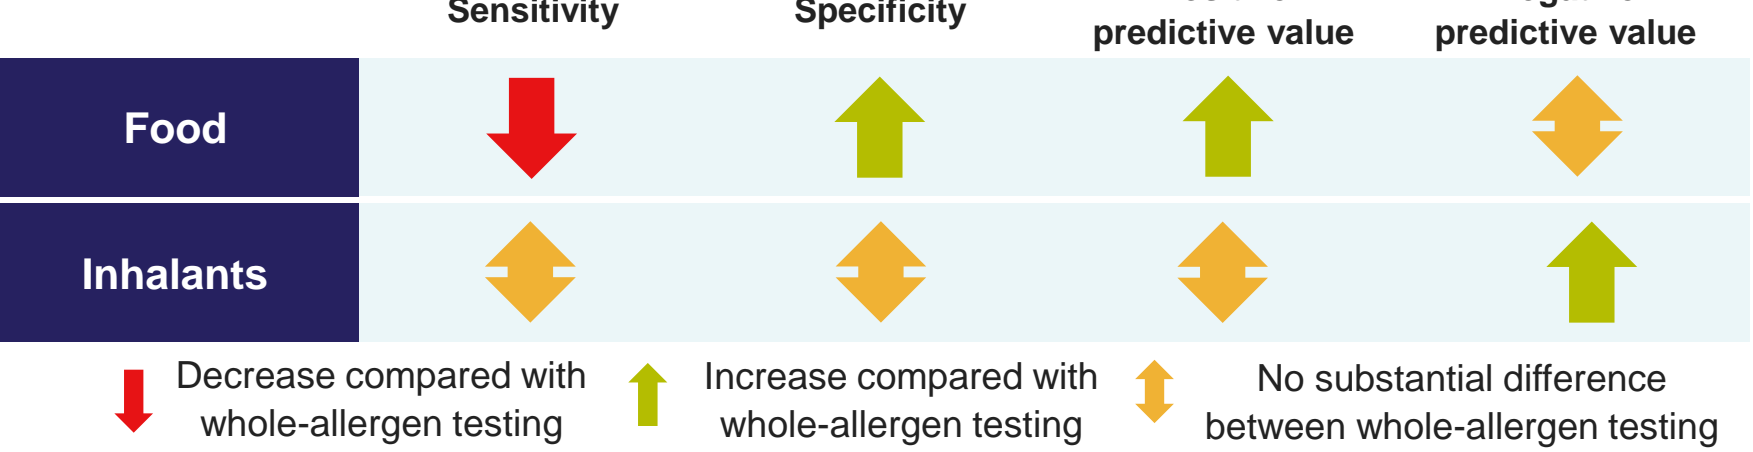 Sensitivity
Specificity
predictive value
predictive value
Food
Inhalants
Decrease compared with
whole-allergen testing
Increase compared with
whole-allergen testing
No substantial difference
between whole-allergen testing